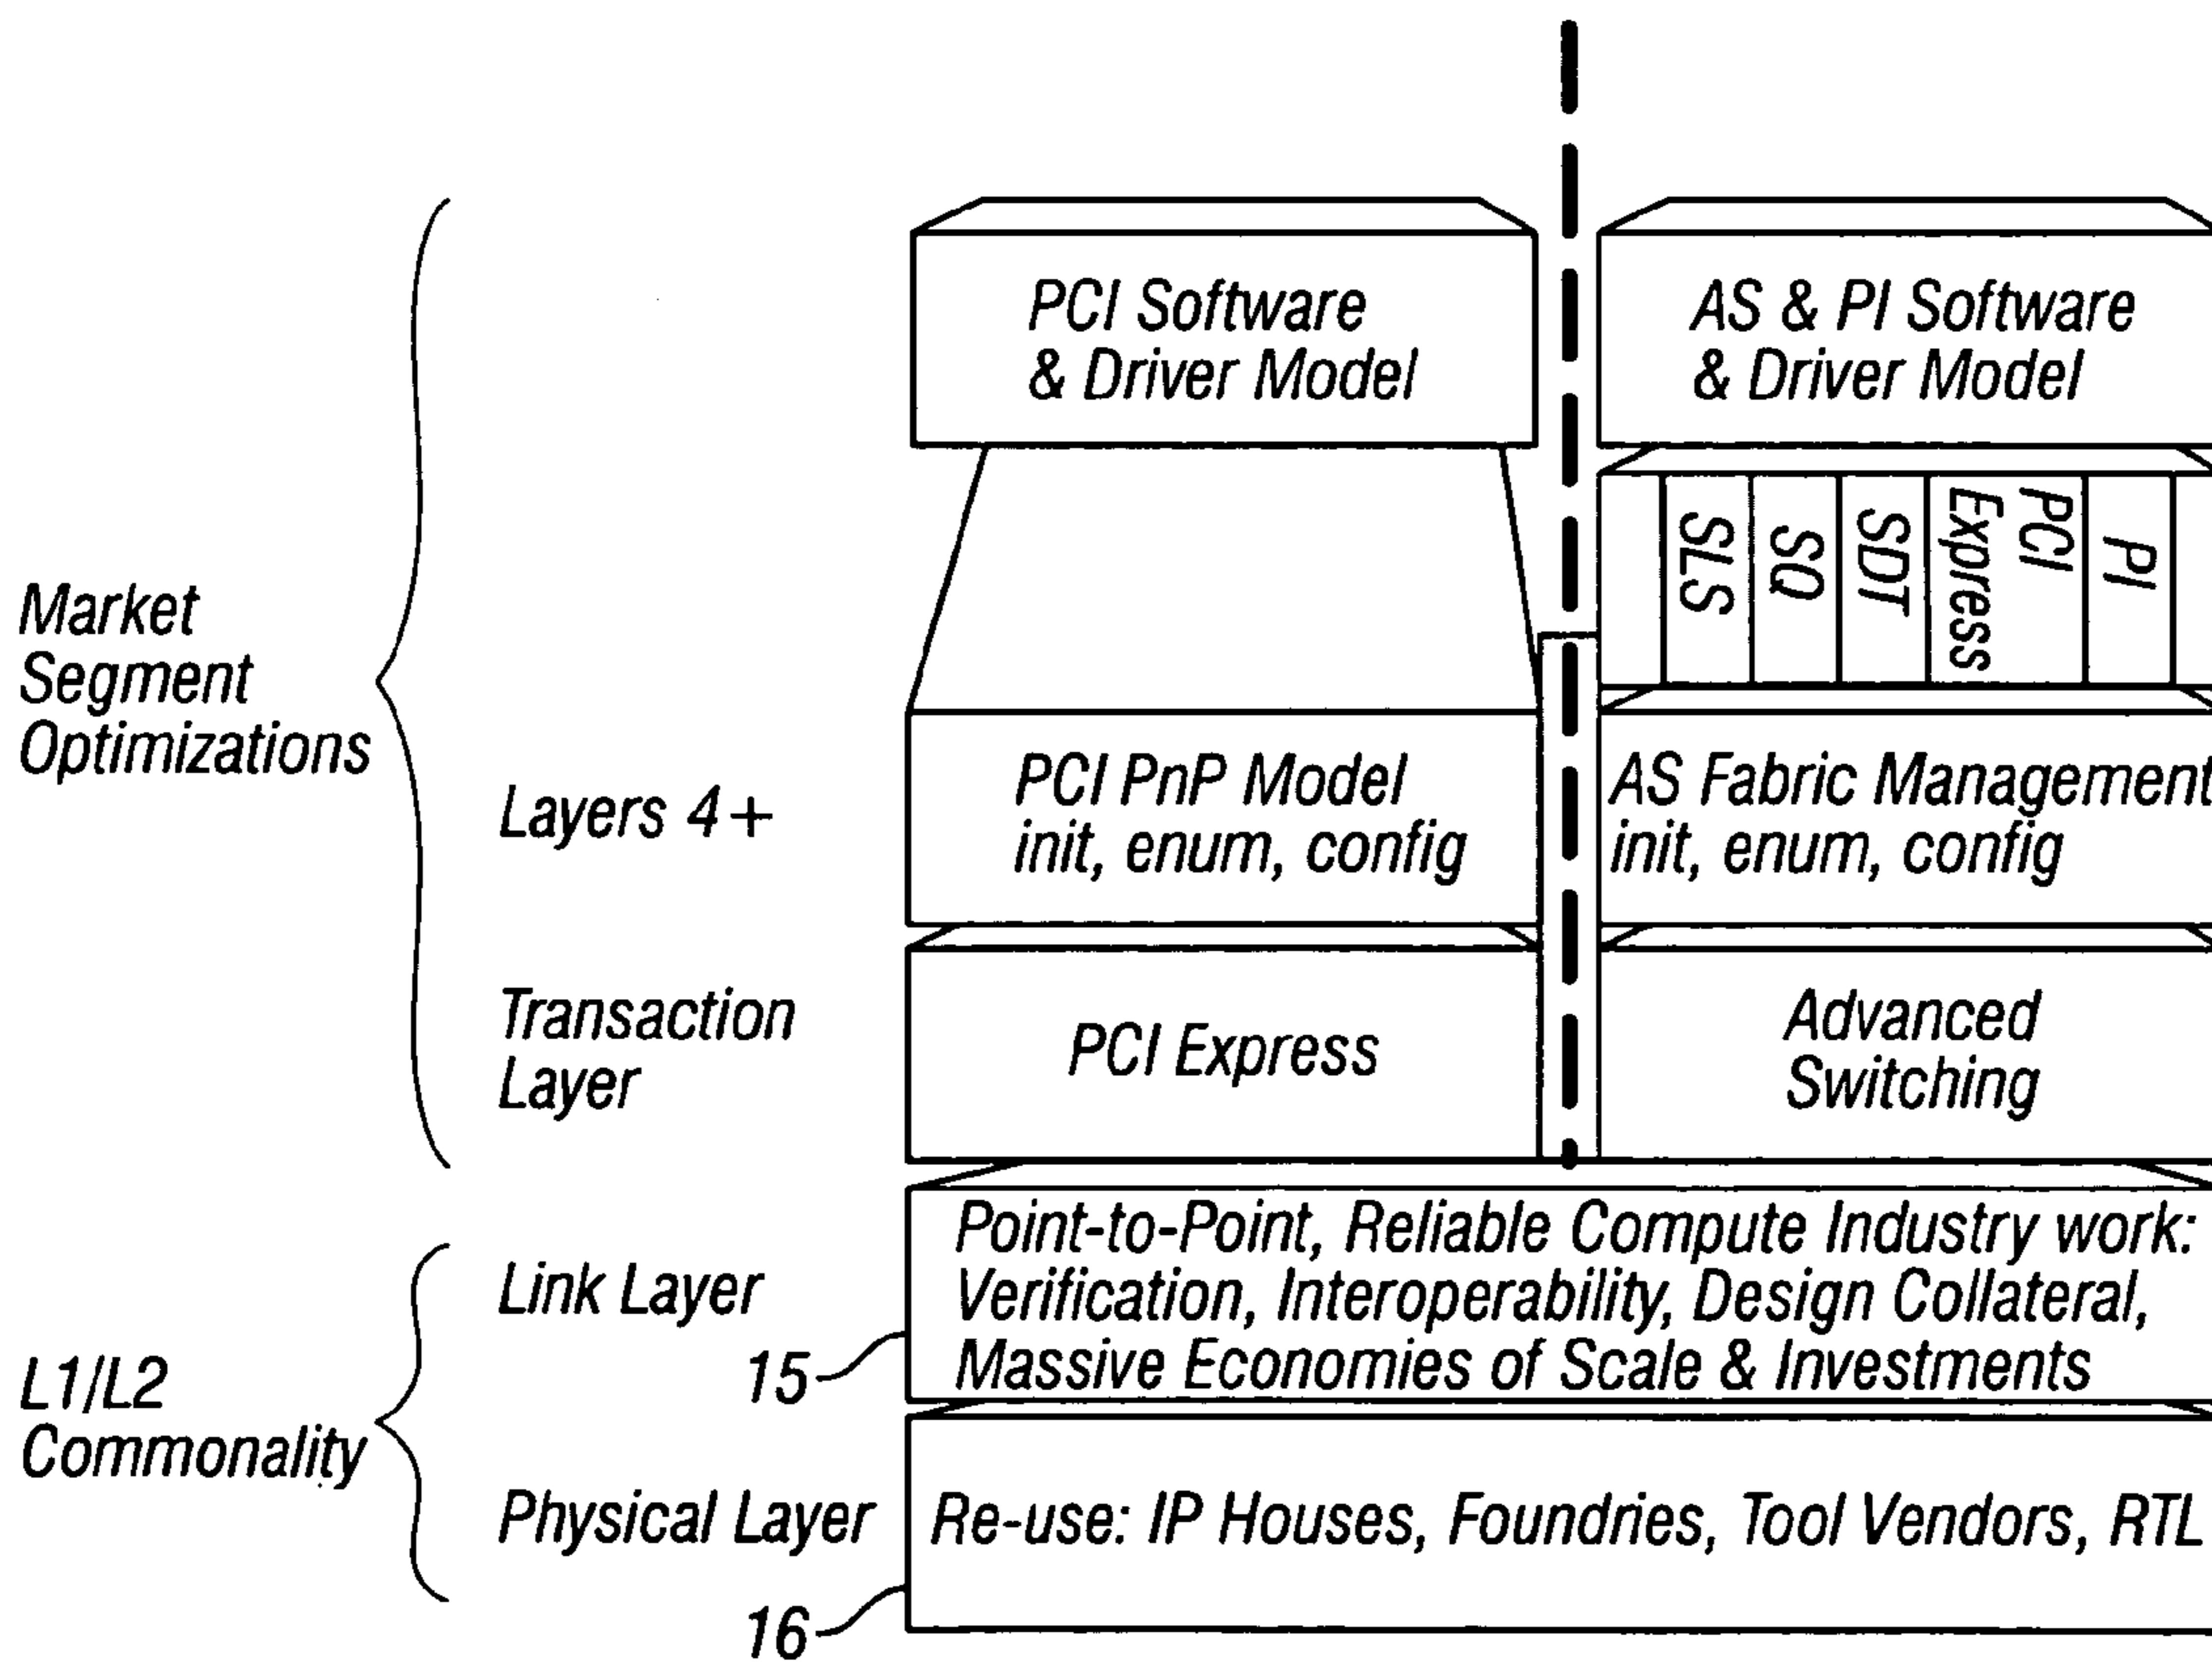 PCI Software
& Driver Model
AS & PI Software
& Driver Model
SLS
SQ
SDT
PCI
Express
PI
Market
Segment
Optimizations
Layers 4+
PCI PnP Model
init, enum, config
AS Fabric Management
init, enum, config
Transaction
Layer
PCI Express
Advanced
Switching
Link Layer
15
Point-to-Point, Reliable Compute Industry work:
Verification, Interoperability, Design Collateral,
Massive Economies of Scale & Investments
L1/L2
Commonality
Physical Layer
16
Re-use: IP Houses, Foundries, Tool Vendors, RTL